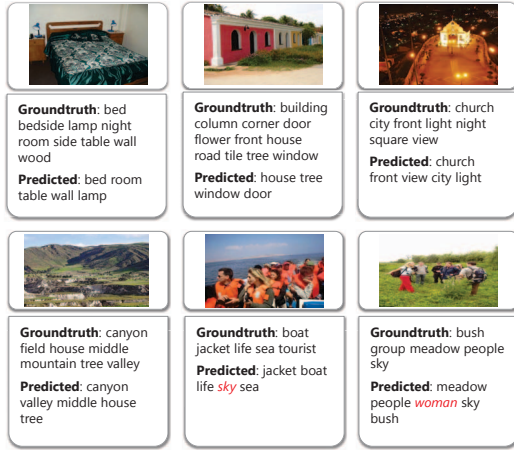 Groundtruth: bed
bedside lamp night
room side table wall
wood
Predicted: bed room
table wall lamp
Groundtruth: building
column corner door
flower front house
road tile tree window
Predicted: house tree
window door
Groundtruth: church
city front light night
square view
Predicted: church
front view city light
Groundtruth: canyon
field house middle
mountain tree valley
Predicted: canyon
valley middle house
tree
Groundtruth: boat
jacket life sea tourist
Predicted: jacket boat
life sky sea
Groundtruth: bush
group meadow people
sky
Predicted: meadow
people woman sky
bush